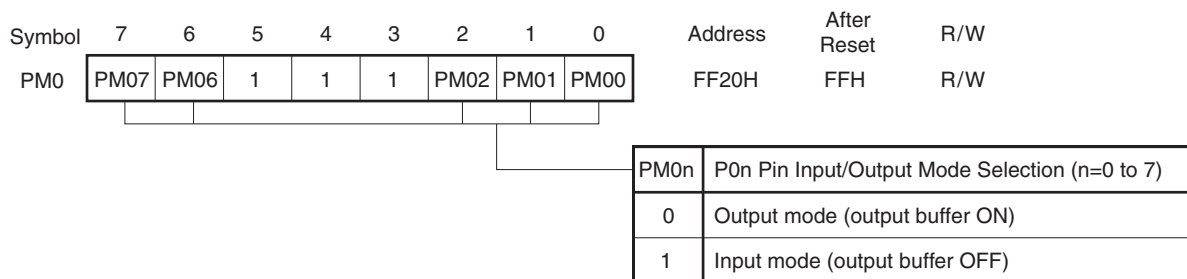 Symbol 7 6 5 4 3 2 1 0 Address After Reset R/W
PM0 PM07 PM06 1 1 1 PM02 PM01 PM00 FF20H FFH R/W
PM0n P0n Pin Input/Output Mode Selection (n=0 to 7)
0 Output mode (output buffer ON)
1 Input mode (output buffer OFF)